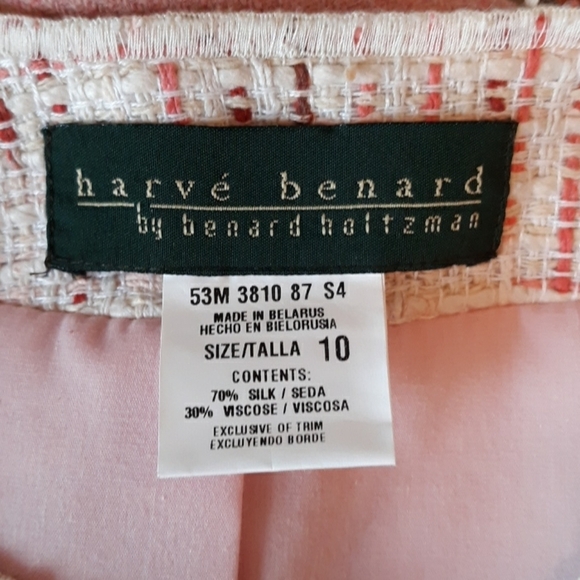 harvé benard
by benard holtzman
53M 3810 87 S4
MADE IN BELARUS
HECHO EN BIELORUSIA
SIZE/TALLA 10
CONTENTS:
70% SILK / SEDA
30% VISCOSE / VISCOSA
EXCLUSIVE OF TRIM
EXCLUYENDO BORDE